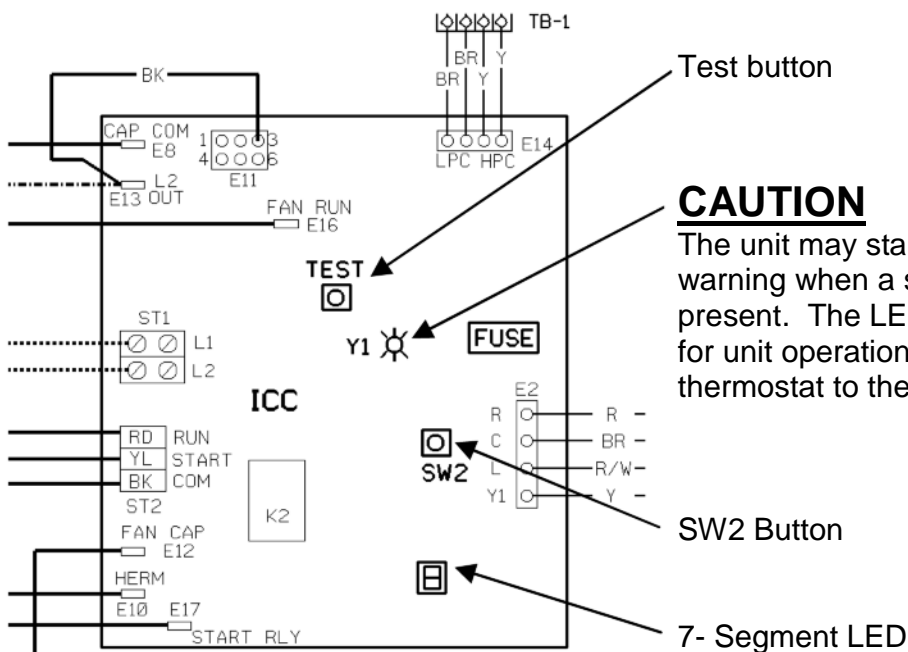 TB-1
BR Y
BR Y
BK
CAP COM
E8
1 3
4 6
E11
E14
LPC HPC
L2
E13 OUT
FAN RUN
E16
TEST
ST1
L1
L2
Y1
FUSE
ICC
E2
R R
C BR
L R/W
Y1 Y
RD RUN
YL START
BK COM
ST2
SW2
K2
FAN CAP
E12
HERM
E10 E17
START RLY
Test button
CAUTION
The unit may sta
warning when a s
present. The LE
for unit operation
thermostat to the
SW2 Button
7- Segment LED